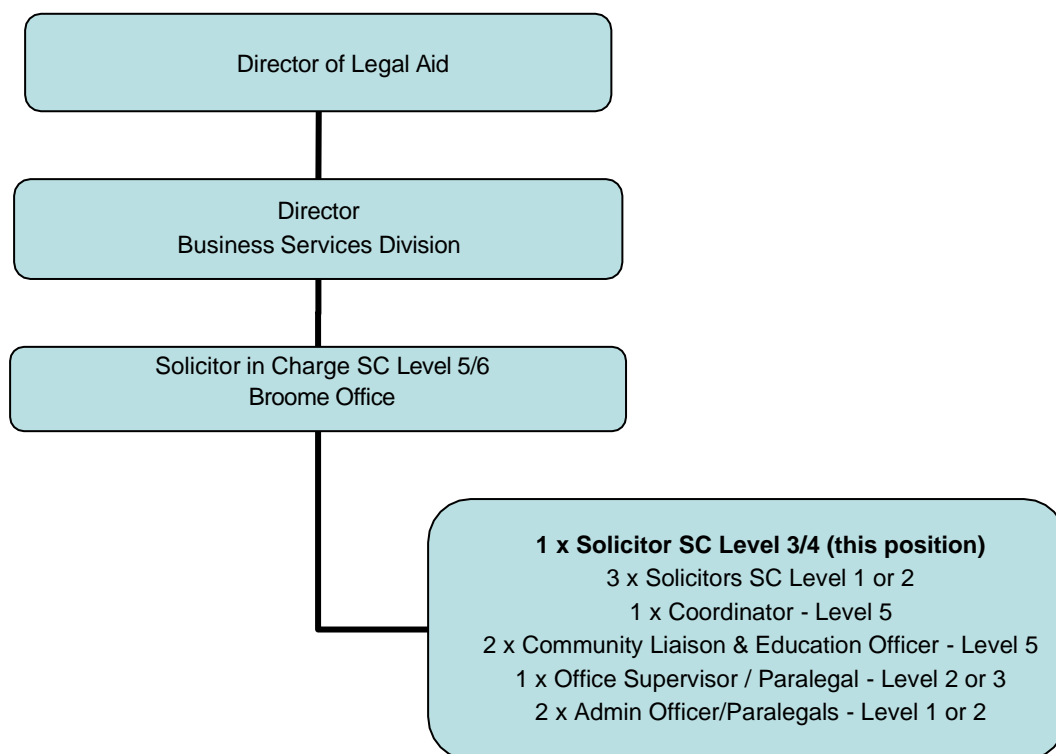 Director of Legal Aid
Director
Business Services Division
Solicitor in Charge SC Level 5/6
Broome Office
1 x Solicitor SC Level 3/4 (this position)
3 x Solicitors SC Level 1 or 2
1 x Coordinator - Level 5
2 x Community Liaison & Education Officer - Level 5
1 x Office Supervisor / Paralegal - Level 2 or 3
2 x Admin Officer/Paralegals - Level 1 or 2